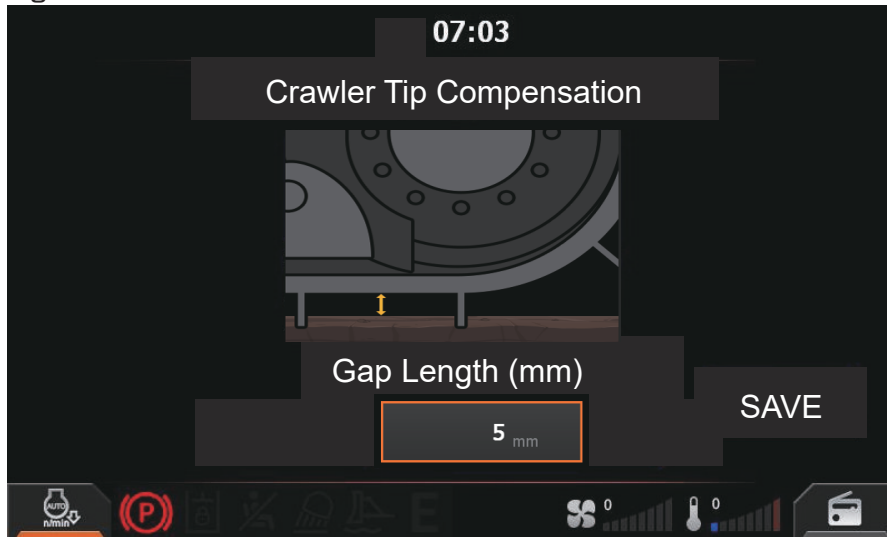 07:03
Crawler Tip Compensation
Gap Length (mm)
5 mm
SAVE
AUTO
n/min
P
E
0
0